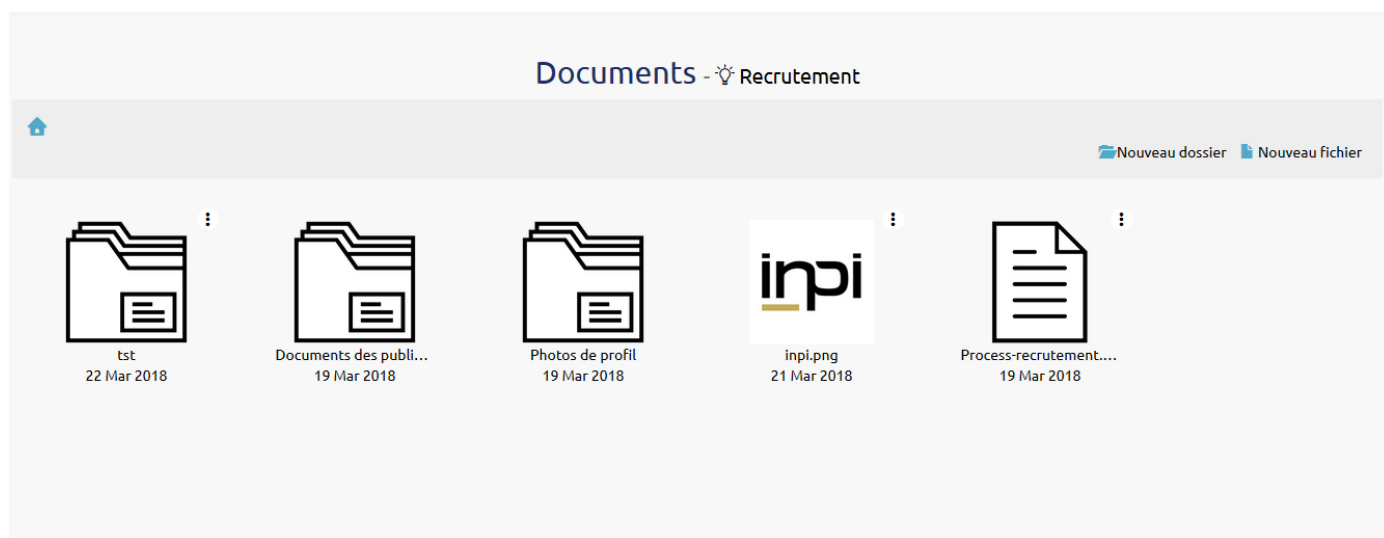 Documents - Recrutement
Nouveau dossier Nouveau fichier
inpi
tst
22 Mar 2018
Documents des publi...
19 Mar 2018
Photos de profil
19 Mar 2018
inpi.png
21 Mar 2018
Process-recrutement....
19 Mar 2018